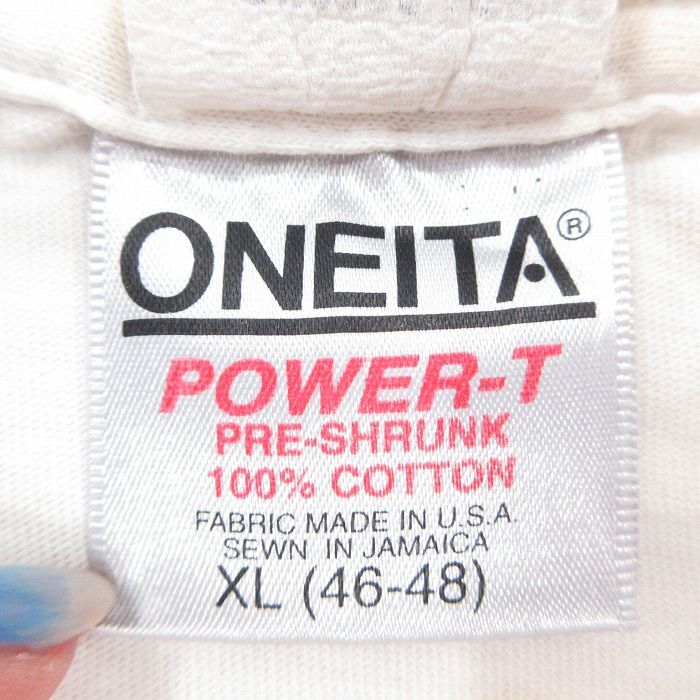 ONEITA®
POWER-T
PRE-SHRUNK
100% COTTON
FABRIC MADE IN U.S.A.
SEWN IN JAMAICA
XL (46-48)